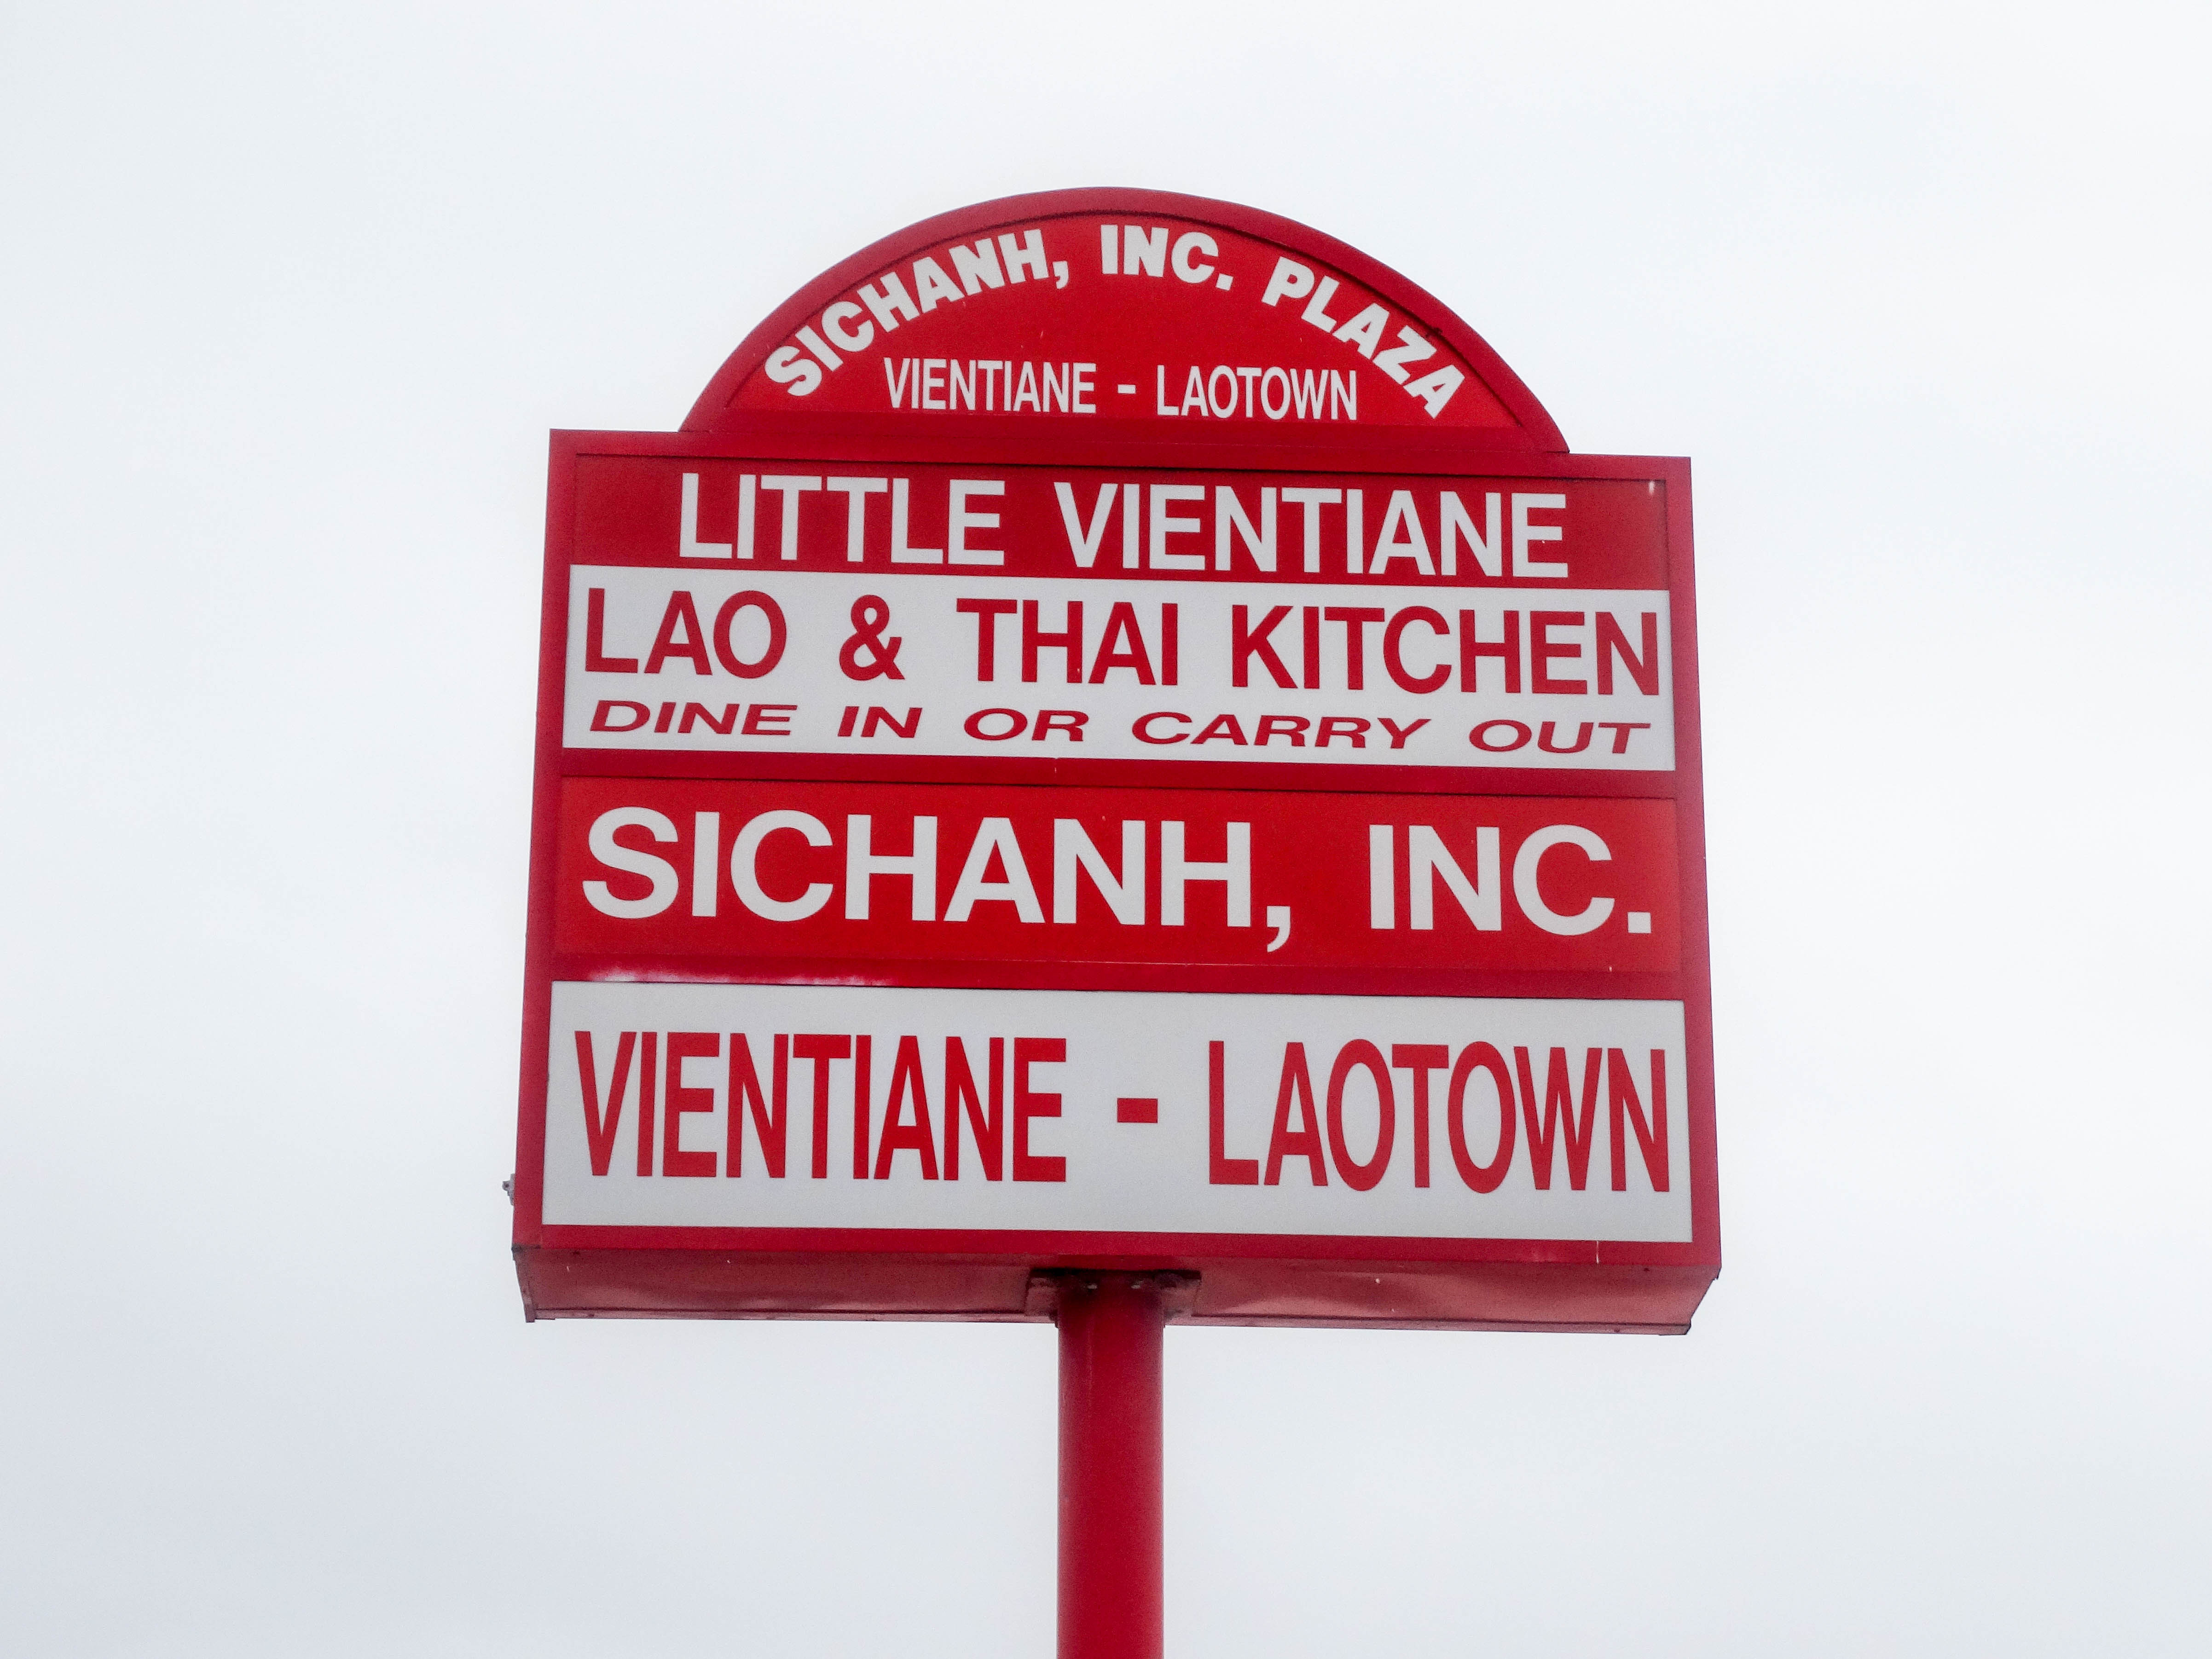 SICHANH, INC. PLAZA
VIENTIANE - LAOTOWN
LITTLE VIENTIANE
LAO & THAI KITCHEN
DINE IN OR CARRY OUT
SICHANH, INC.
VIENTIANE - LAOTOWN